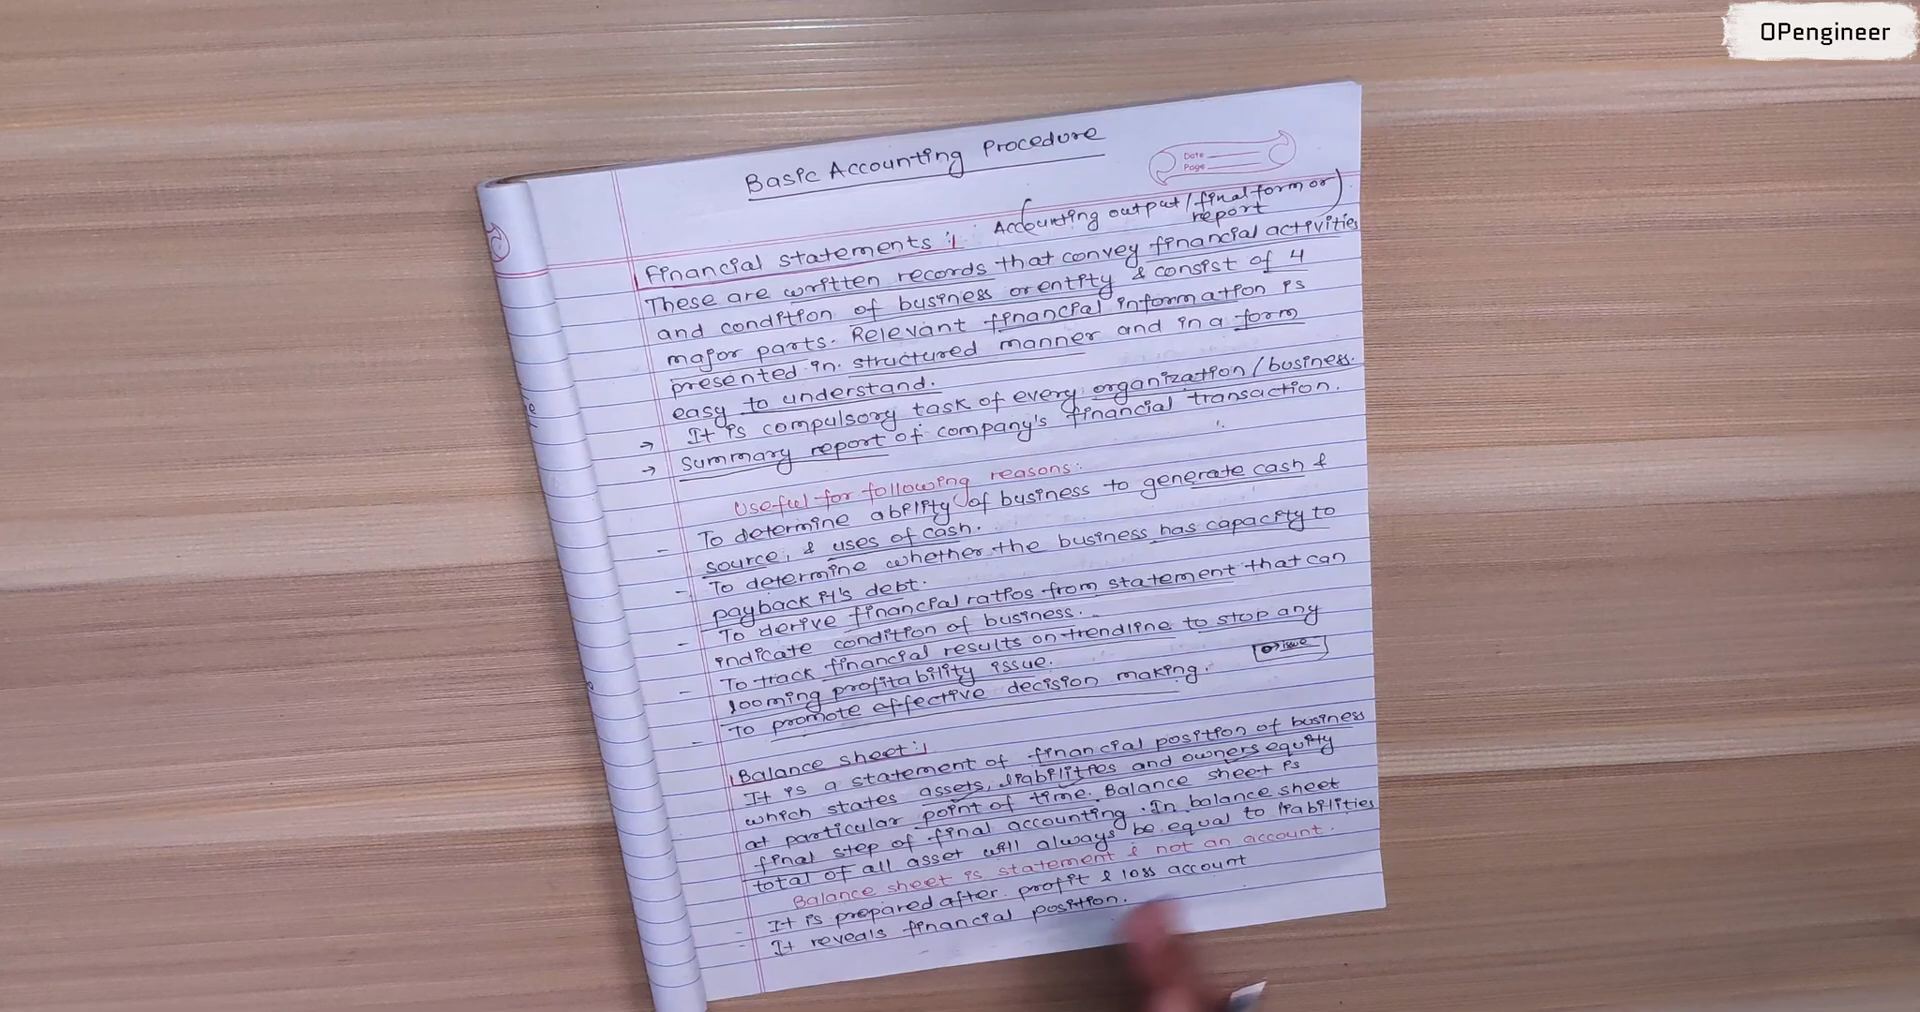 OPengineer
Basic Accounting Procedure
Date
Page
(Accounting output/final form or
report)
Financial statements :
These are written records that convey financial activities
and condition of business or entity & consist of 4
major parts. Relevant financial information is
presented in structured manner and in a form
easy to understand.
→ It is compulsory task of every organization/business.
→ Summary report of company's financial transaction.
Useful for following reasons:
- To determine ability of business to generate cash &
source, & uses of cash.
- To determine whether the business has capacity to
payback it's debt.
- To derive financial ratios from statement that can
indicate condition of business.
- To track financial results on trendline to stop any
looming profitability issue.
- To promote effective decision making.
Balance sheet :
It is a statement of financial position of business
which states assets, liabilities and owners equity
at particular point of time. Balance sheet is
final step of final accounting. In balance sheet
total of all asset will always be equal to liabilities
Balance sheet is statement & not an account.
- It is prepared after profit & loss account
- It reveals financial position.